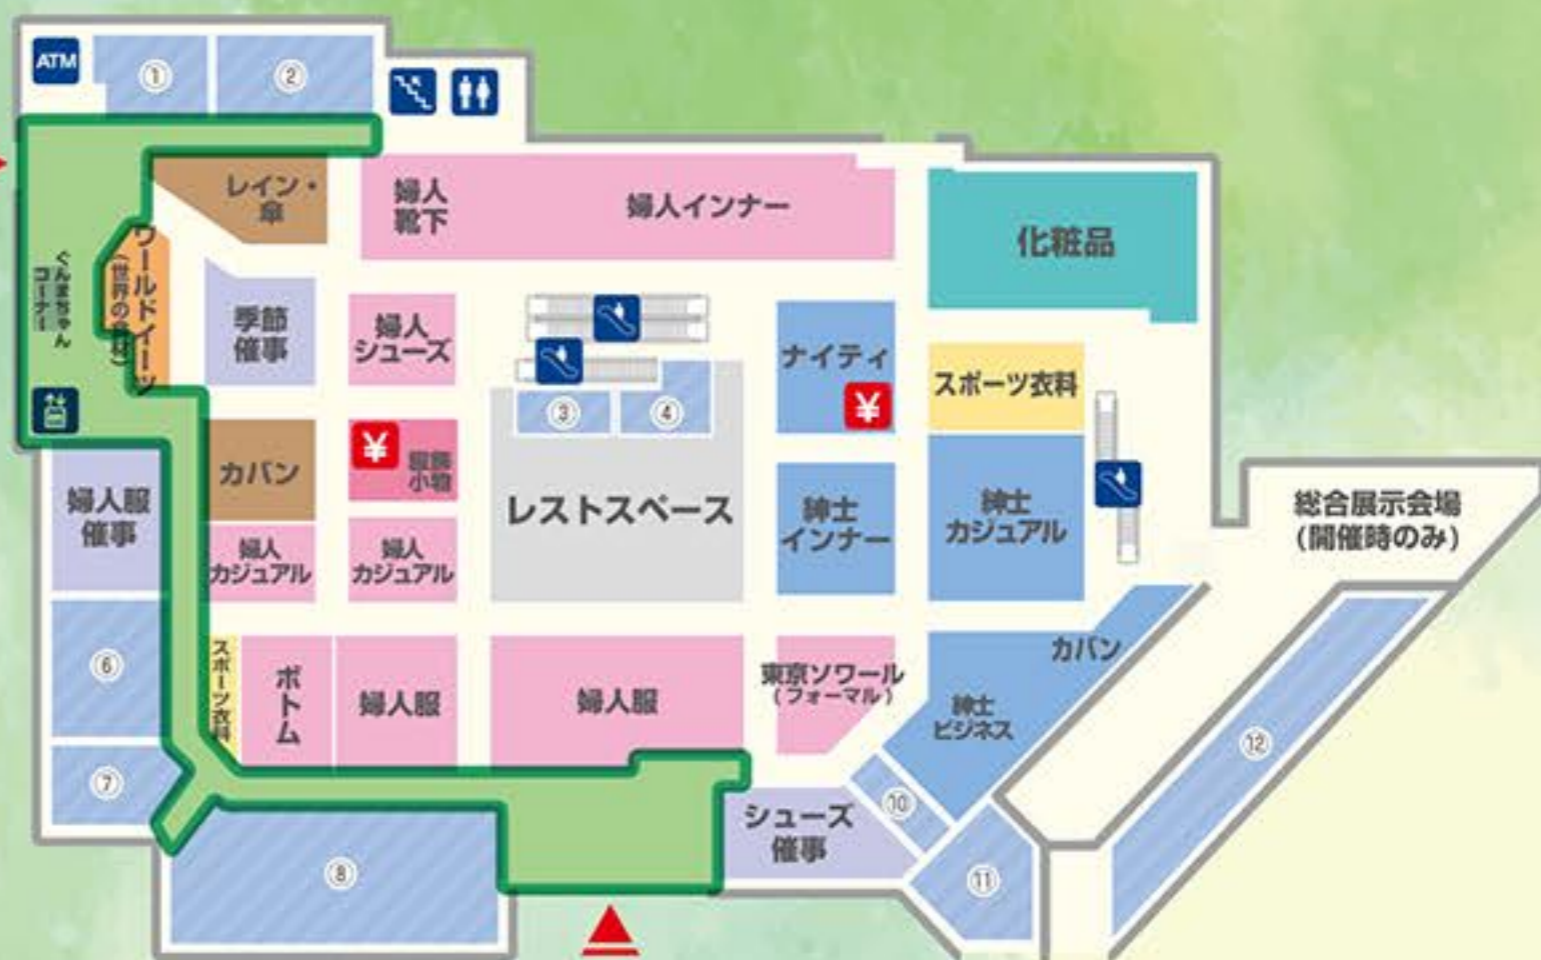 ATM
①
②
レイン・
傘
婦人
靴下
婦人インナー
化粧品
ワールドイーツ
ぐんまちゃん
コーナー
季節
催事
婦人
シューズ
ナイティ
¥
スポーツ衣料
③
④
カバン
¥
服飾
小物
レストスペース
紳士
インナー
紳士
カジュアル
総合展示会場
(開催時のみ)
婦人服
催事
婦人
カジュアル
婦人
カジュアル
⑥
スポーツ衣料
ボトム
婦人服
婦人服
東京ソワール
(フォーマル)
カバン
紳士
ビジネス
⑫
⑦
シューズ
催事
⑩
⑧
⑪